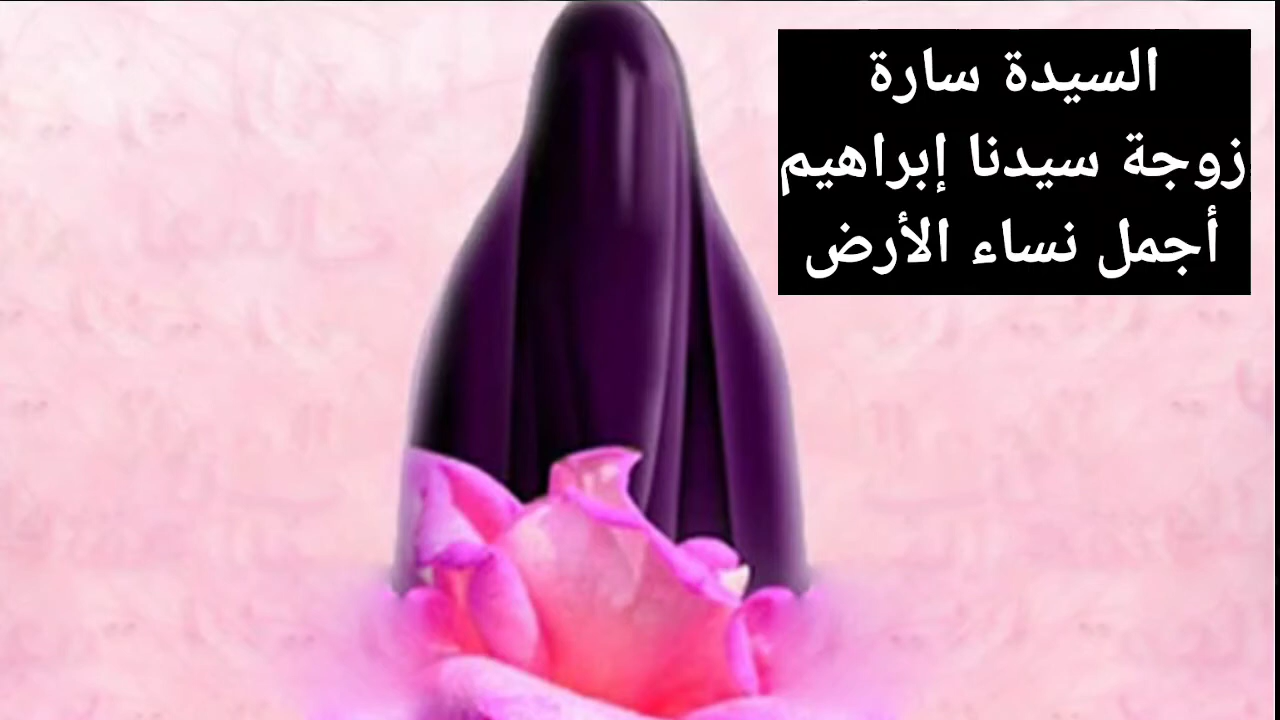 السيدة سارة
زوجة سيدنا إبراهيم
أجمل نساء الأرض